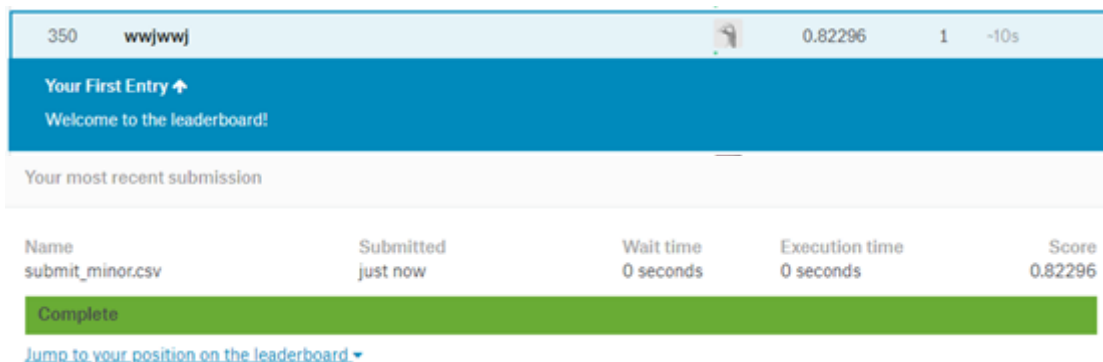 350 wwjwwj 0.82296 1 ~10s
Your First Entry
Welcome to the leaderboard!
Your most recent submission
Name Submitted Wait time Execution time Score
submit_minor.csv just now 0 seconds 0 seconds 0.82296
Complete
Jump to your position on the leaderboard